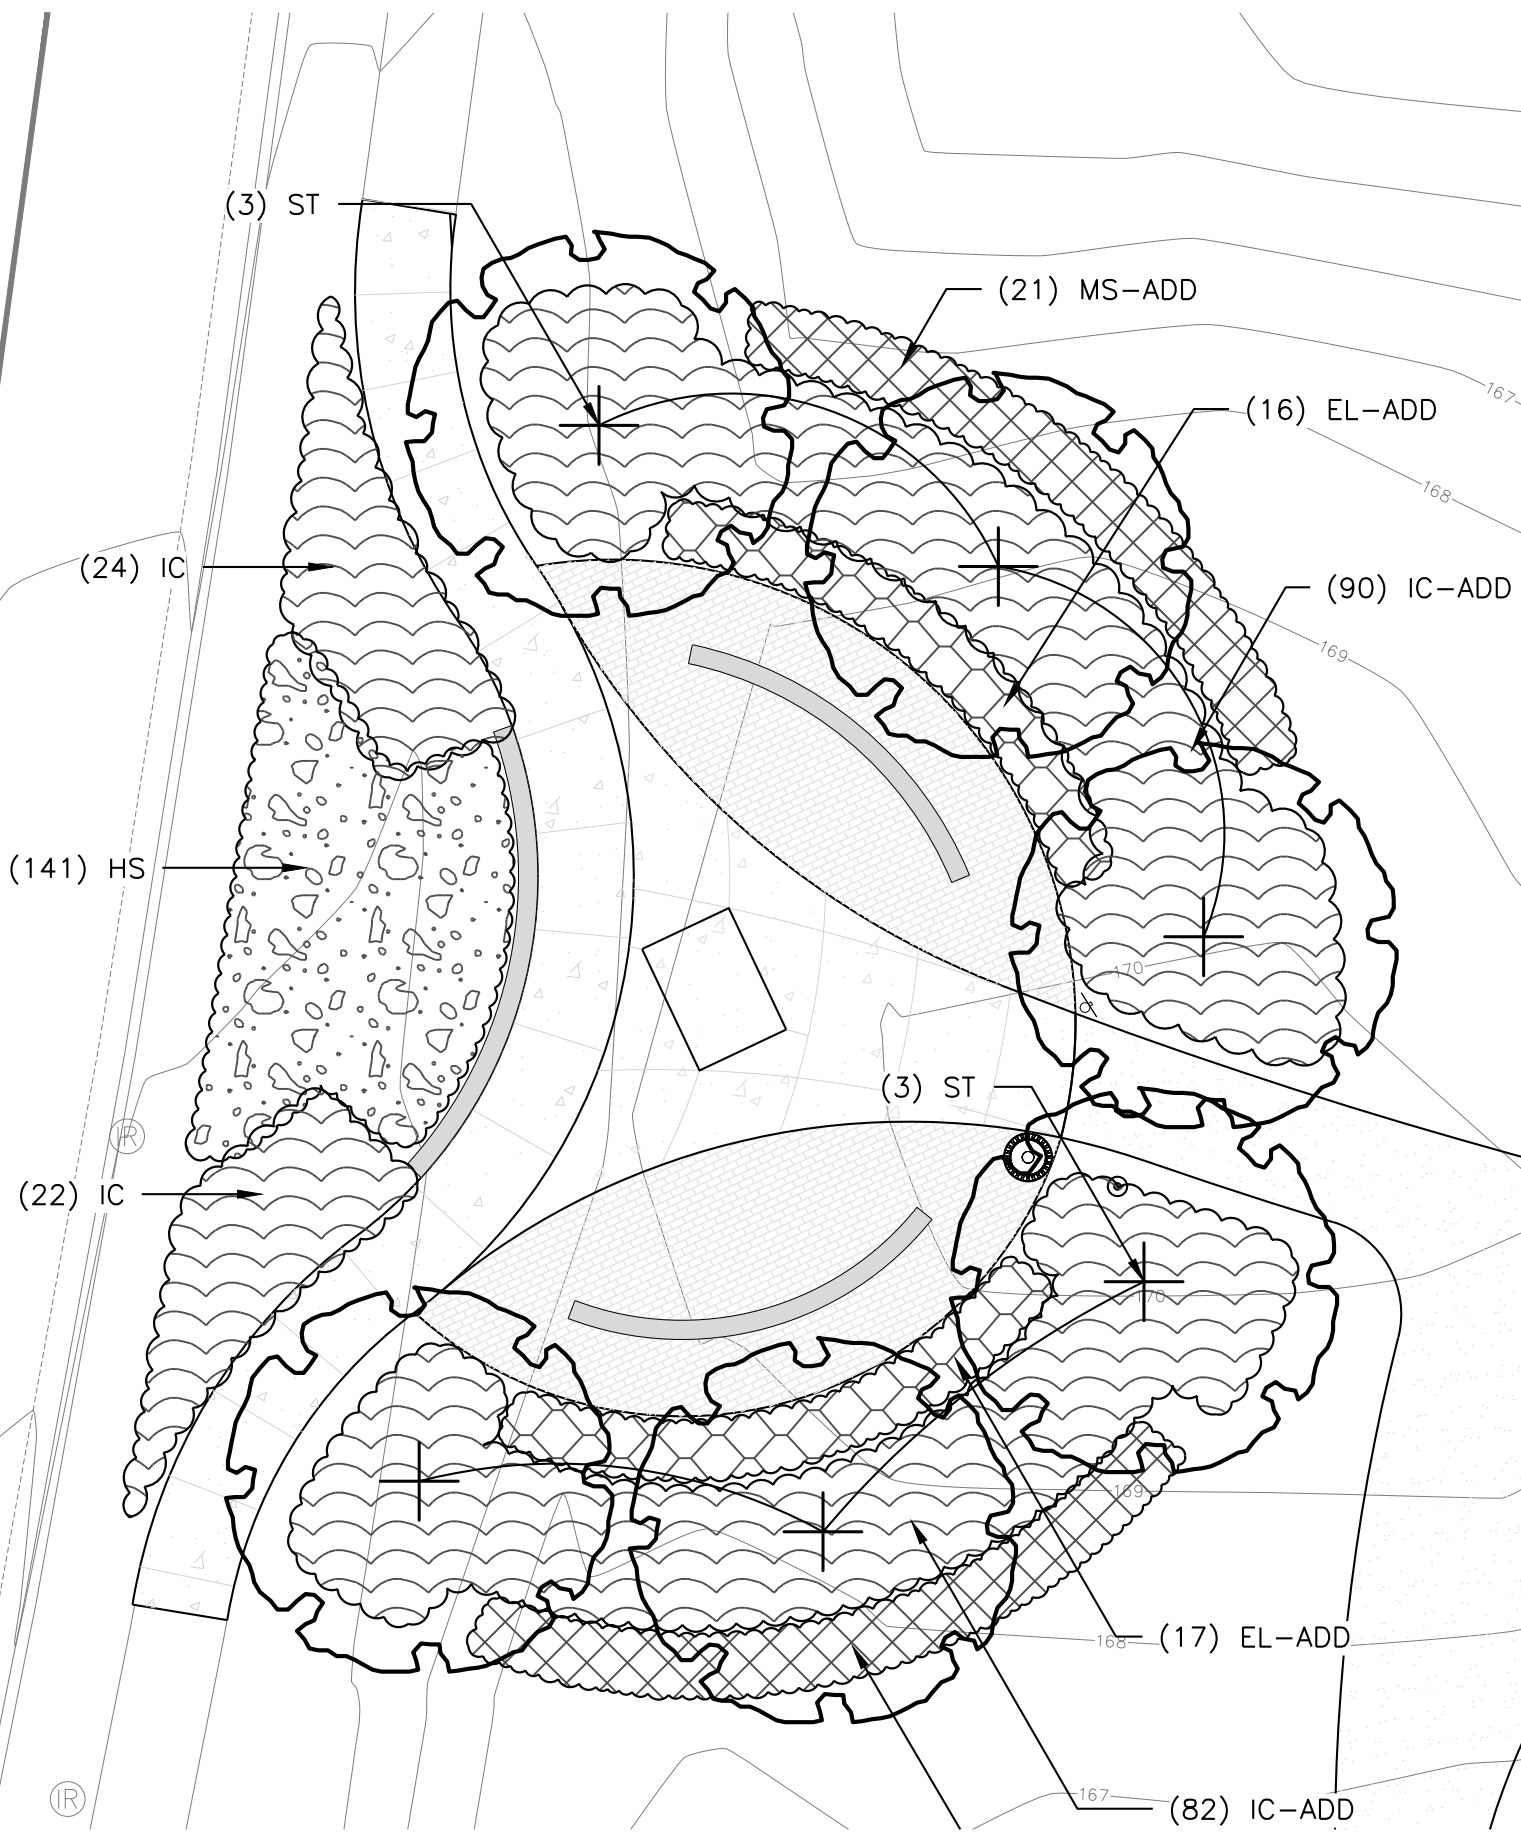 (3) ST
(21) MS-ADD
167
(16) EL-ADD
168
(24) IC
(90) IC-ADD
169
(141) HS
170
(3) ST
IR
(22) IC
170
169
168
(17) EL-ADD
167
IR
(82) IC-ADD